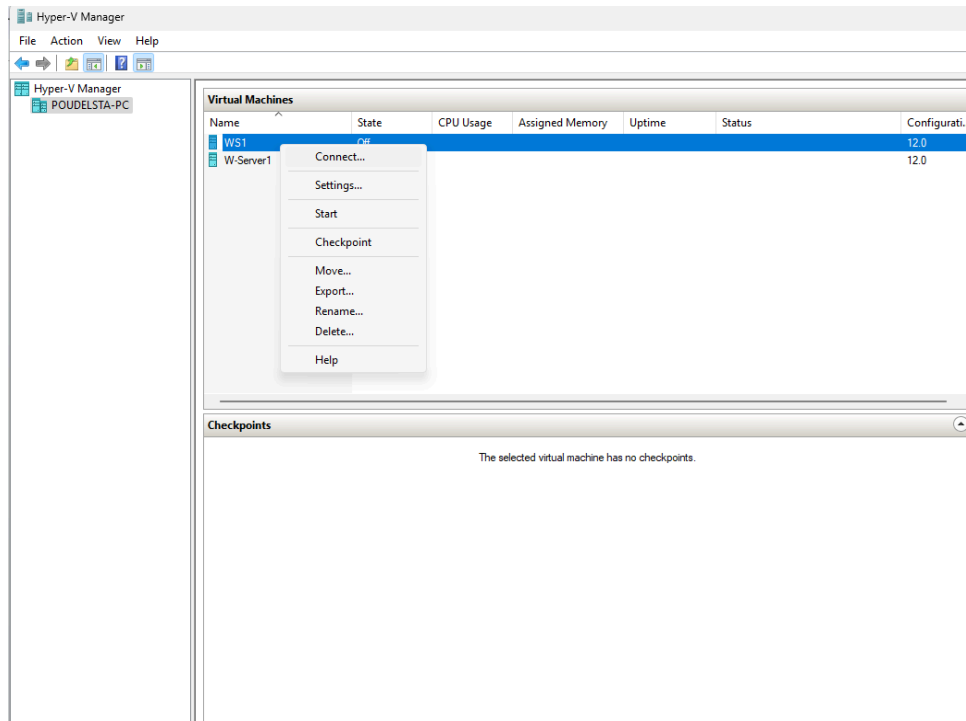 Hyper-V Manager
File Action View Help
Hyper-V Manager
POUDELSTA-PC
Virtual Machines
Name State CPU Usage Assigned Memory Uptime Status Configurati..
WS1 Off 12.0
W-Server1 12.0
Connect...
Settings...
Start
Checkpoint
Move...
Export...
Rename...
Delete...
Help
Checkpoints
The selected virtual machine has no checkpoints.